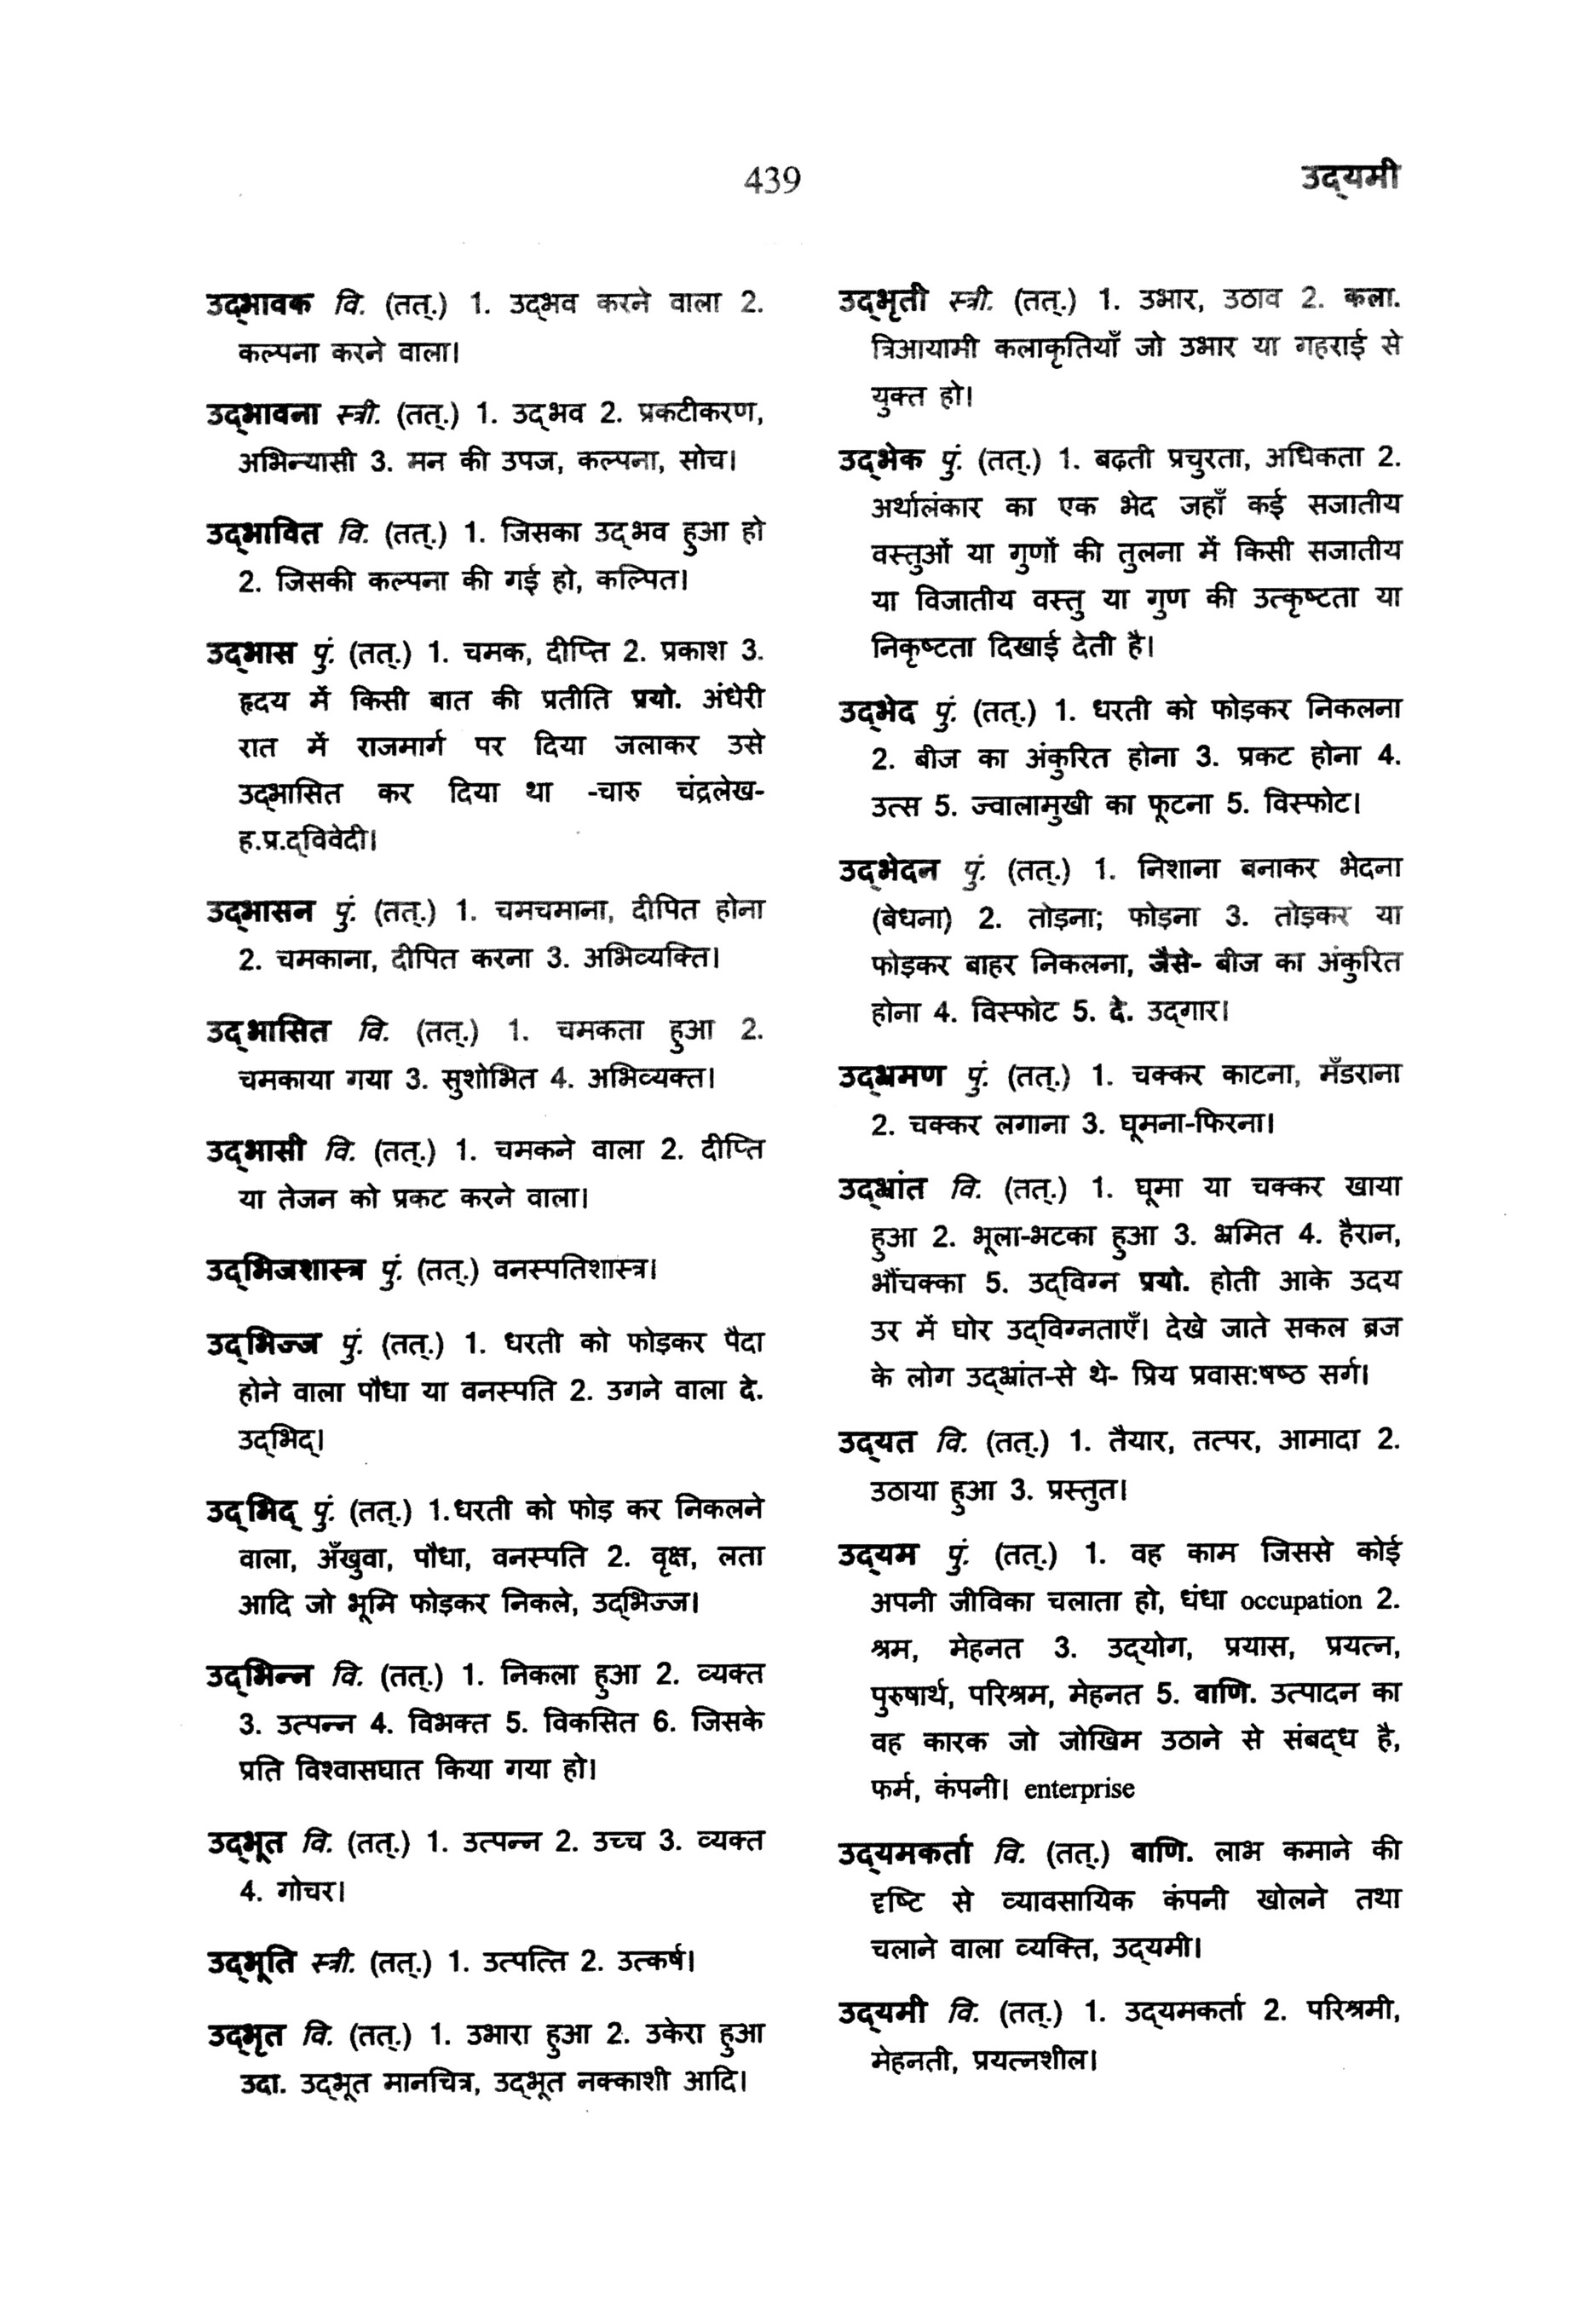 439
उद्‌यमी
उद्‌भावक वि. (तत्.) 1. उद्‌भव करने वाला 2.
कल्पना करने वाला।
उद्‌भावना स्त्री. (तत्.) 1. उद्‌भव 2. प्रकटीकरण,
अभिन्यासी 3. मन की उपज, कल्पना, सोच।
उद्‌भावित वि. (तत्.) 1. जिसका उद्‌भव हुआ हो
2. जिसकी कल्पना की गई हो, कल्पित।
उद्‌भास पुं. (तत्.) 1. चमक, दीप्ति 2. प्रकाश 3.
हृदय में किसी बात की प्रतीति प्रयो. अंधेरी
रात में राजमार्ग पर दिया जलाकर उसे
उद्‌भासित कर दिया था -चारु चंद्रलेख-
ह.प्र.द्‌विवेदी।
उद्‌भासन पुं. (तत्.) 1. चमचमाना, दीपित होना
2. चमकाना, दीपित करना 3. अभिव्यक्ति।
उद्‌भासित वि. (तत्.) 1. चमकता हुआ 2.
चमकाया गया 3. सुशोभित 4. अभिव्यक्त।
उद्‌भासी वि. (तत्.) 1. चमकने वाला 2. दीप्ति
या तेजन को प्रकट करने वाला।
उद्‌भिजशास्त्र पुं. (तत्.) वनस्पतिशास्त्र।
उद्‌भिज्ज पुं. (तत्.) 1. धरती को फोड़कर पैदा
होने वाला पौधा या वनस्पति 2. उगने वाला दे.
उद्‌भिद्।
उद्‌भिद् पुं. (तत्.) 1.धरती को फोड़ कर निकलने
वाला, अँखुवा, पौधा, वनस्पति 2. वृक्ष, लता
आदि जो भूमि फोड़कर निकले, उद्‌भिज्ज।
उद्‌भिन्न वि. (तत्.) 1. निकला हुआ 2. व्यक्त
3. उत्पन्न 4. विभक्त 5. विकसित 6. जिसके
प्रति विश्वासघात किया गया हो।
उद्‌भूत वि. (तत्.) 1. उत्पन्न 2. उच्च 3. व्यक्त
4. गोचर।
उद्‌भूति स्त्री. (तत्.) 1. उत्पत्ति 2. उत्कर्ष।
उद्‌भृत वि. (तत्.) 1. उभारा हुआ 2. उकेरा हुआ
उदा. उद्‌भूत मानचित्र, उद्‌भूत नक्काशी आदि।
उद्‌भृती स्त्री. (तत्.) 1. उभार, उठाव 2. कला.
त्रिआयामी कलाकृतियाँ जो उभार या गहराई से
युक्त हो।
उद्‌भेक पुं. (तत्.) 1. बढ़ती प्रचुरता, अधिकता 2.
अर्थालंकार का एक भेद जहाँ कई सजातीय
वस्तुओं या गुणों की तुलना में किसी सजातीय
या विजातीय वस्तु या गुण की उत्कृष्टता या
निकृष्टता दिखाई देती है।
उद्‌भेद पुं. (तत्.) 1. धरती को फोड़कर निकलना
2. बीज का अंकुरित होना 3. प्रकट होना 4.
उत्स 5. ज्वालामुखी का फूटना 5. विस्फोट।
उद्‌भेदन पुं. (तत्.) 1. निशाना बनाकर भेदना
(बेधना) 2. तोड़ना; फोड़ना 3. तोड़कर या
फोड़कर बाहर निकलना, जैसे- बीज का अंकुरित
होना 4. विस्फोट 5. दे. उद्‌गार।
उद्‌भ्रमण पुं. (तत्.) 1. चक्कर काटना, मँडराना
2. चक्कर लगाना 3. घूमना-फिरना।
उद्‌भ्रांत वि. (तत्.) 1. घूमा या चक्कर खाया
हुआ 2. भूला-भटका हुआ 3. भ्रमित 4. हैरान,
भौंचक्का 5. उद्‌विग्न प्रयो. होती आके उदय
उर में घोर उद्‌विग्नताएँ। देखे जाते सकल ब्रज
के लोग उद्‌भ्रांत-से थे- प्रिय प्रवास:षष्ठ सर्ग।
उद्‌यत वि. (तत्.) 1. तैयार, तत्पर, आमादा 2.
उठाया हुआ 3. प्रस्तुत।
उद्‌यम पुं. (तत्.) 1. वह काम जिससे कोई
अपनी जीविका चलाता हो, धंधा occupation 2.
श्रम, मेहनत 3. उद्‌योग, प्रयास, प्रयत्न,
पुरुषार्थ, परिश्रम, मेहनत 5. वाणि. उत्पादन का
वह कारक जो जोखिम उठाने से संबद्‌ध है,
फर्म, कंपनी। enterprise
उद्‌यमकर्ता वि. (तत्.) वाणि. लाभ कमाने की
दृष्टि से व्यावसायिक कंपनी खोलने तथा
चलाने वाला व्यक्ति, उद्‌यमी।
उद्‌यमी वि. (तत्.) 1. उद्‌यमकर्ता 2. परिश्रमी,
मेहनती, प्रयत्नशील।